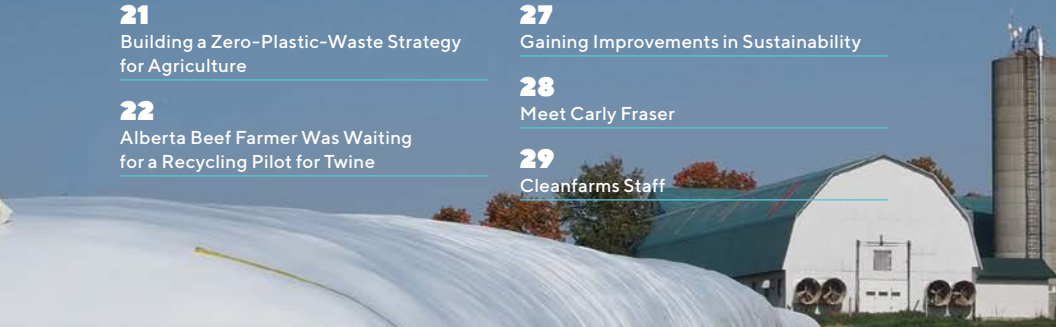 21
Building a Zero-Plastic-Waste Strategy
for Agriculture
22
Alberta Beef Farmer Was Waiting
for a Recycling Pilot for Twine
27
Gaining Improvements in Sustainability
28
Meet Carly Fraser
29
Cleanfarms Staff